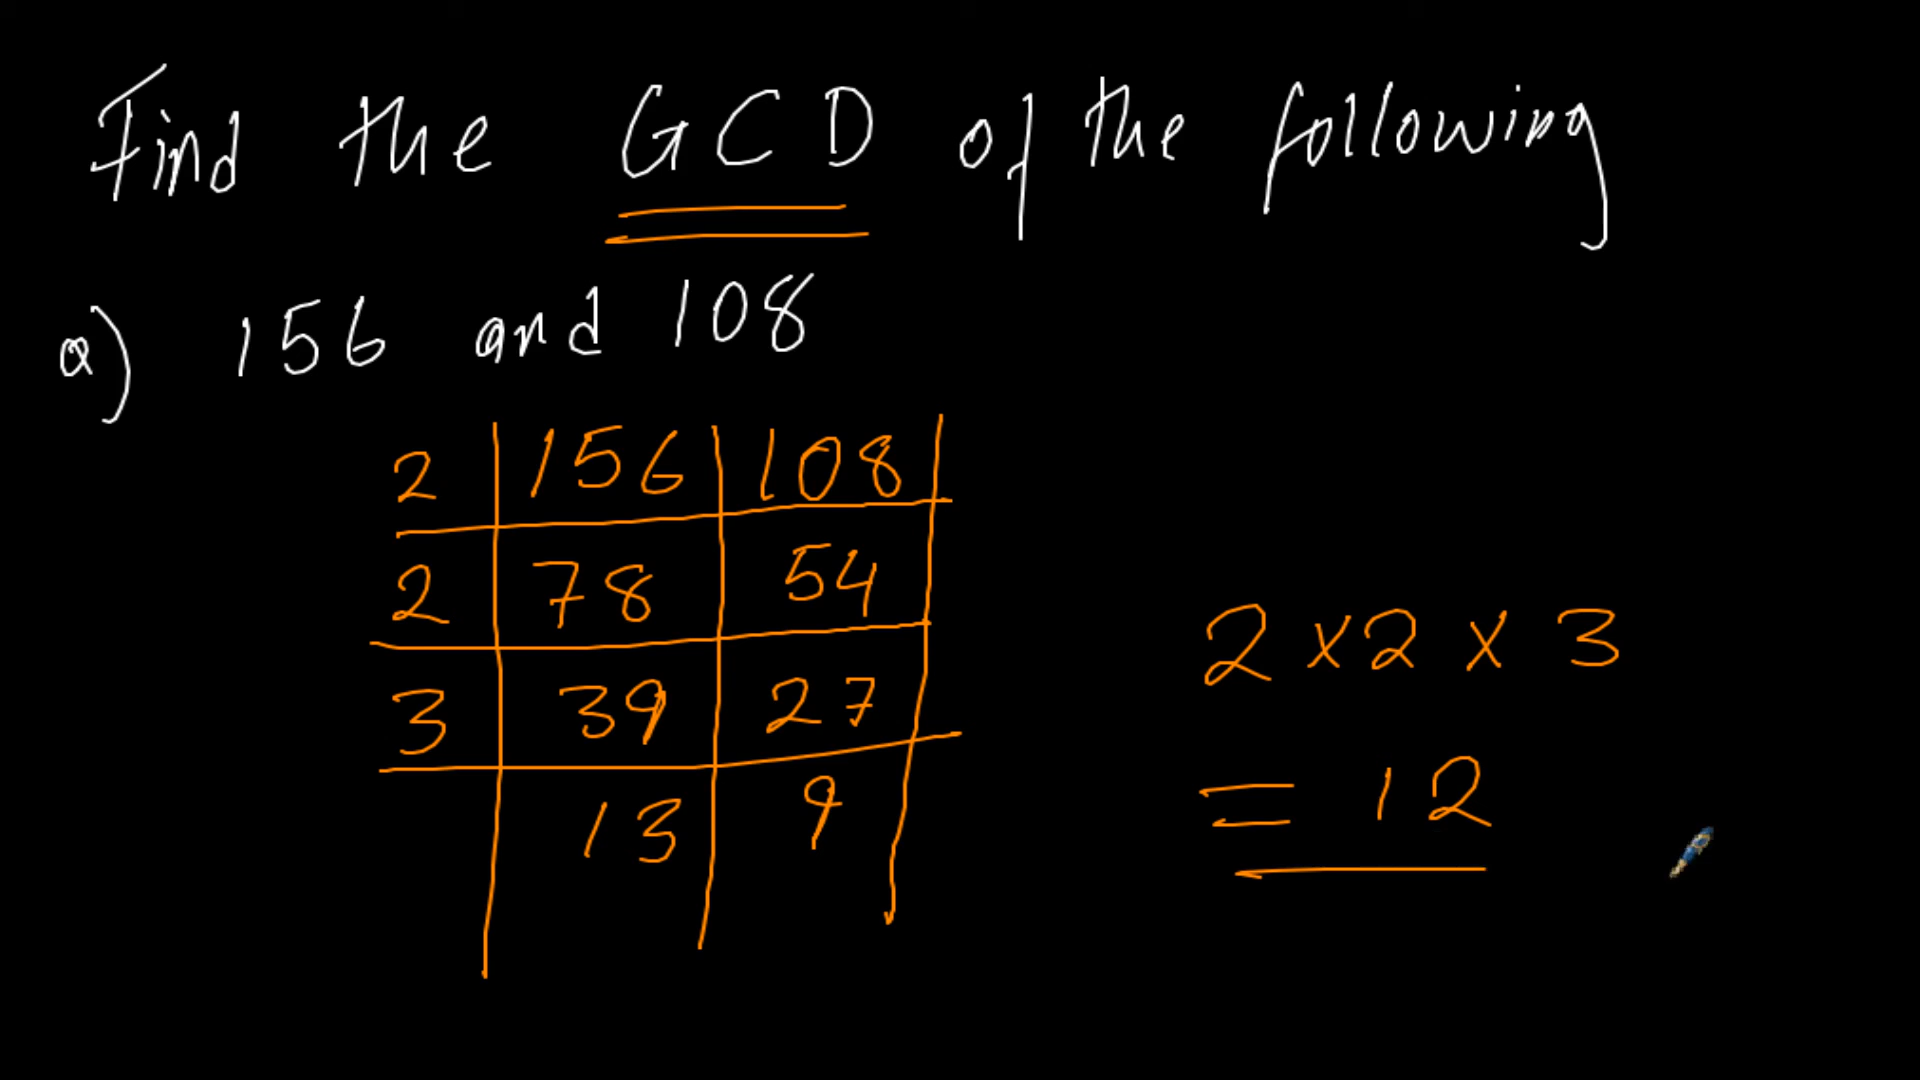 Find the GCD of the following
a) 156 and 108
2 156 108
2 78 54
3 39 27
13 9
2 x 2 x 3
= 12